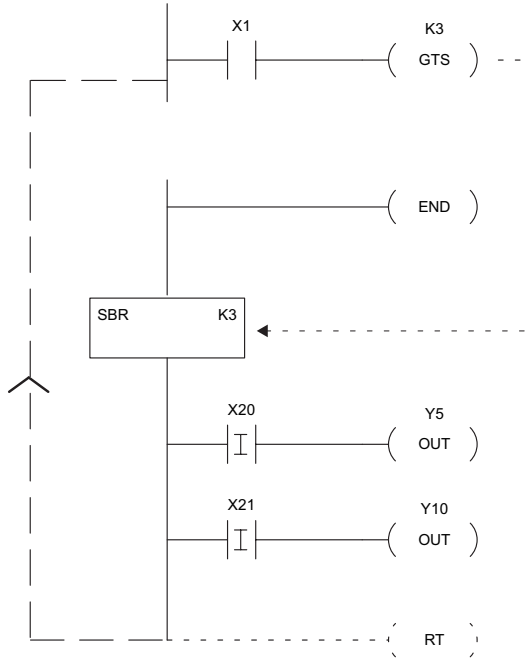 X1 K3
GTS
END
SBR K3
X20 Y5
I OUT
X21 Y10
I OUT
RT